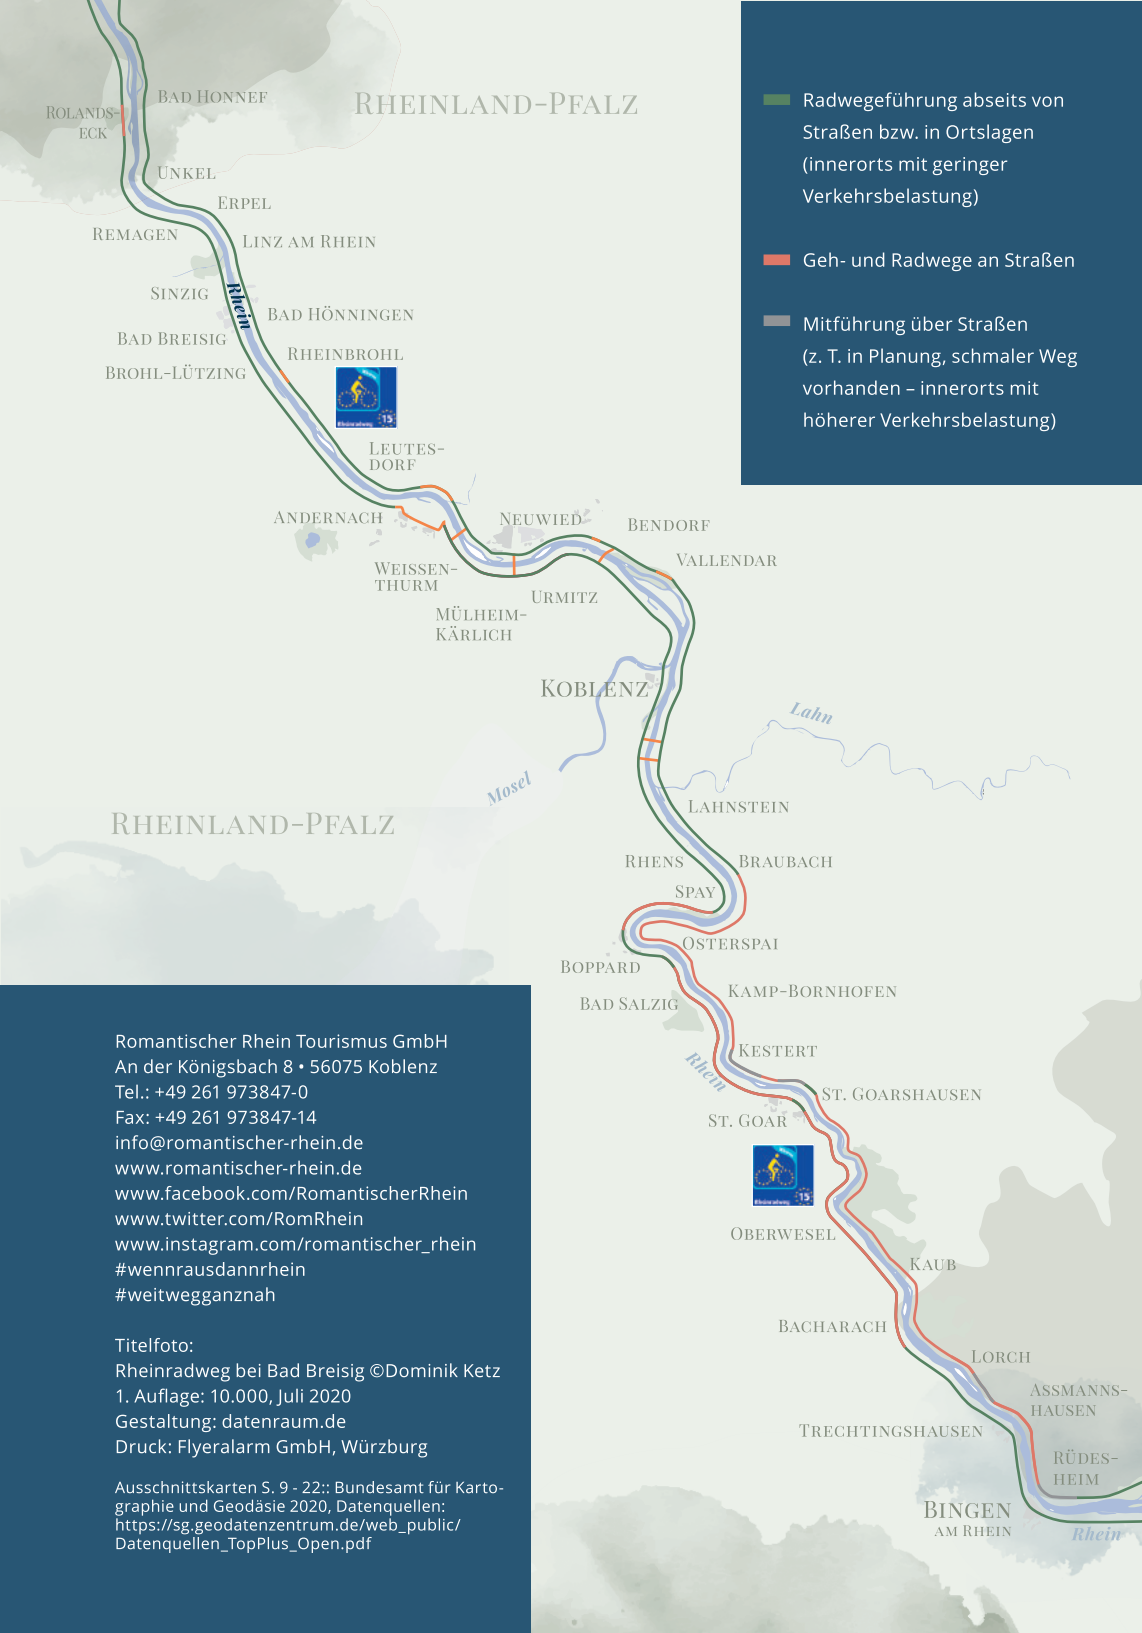 Radwegeführung abseits von
Straßen bzw. in Ortslagen
(innerorts mit geringer
Verkehrsbelastung)
Geh- und Radwege an Straßen
Mitführung über Straßen
(z. T. in Planung, schmaler Weg
vorhanden – innerorts mit
höherer Verkehrsbelastung)
RHEINLAND-PFALZ
BAD HONNEF
ROLANDS-
ECK
UNKEL
ERPEL
REMAGEN
LINZ AM RHEIN
SINZIG
Rhein
BAD HÖNNINGEN
BAD BREISIG
RHEINBROHL
BROHL-LÜTZING
Rheinradweg
15
LEUTES-
DORF
ANDERNACH
NEUWIED
BENDORF
VALLENDAR
WEISSEN-
THURM
URMITZ
MÜLHEIM-
KÄRLICH
KOBLENZ
Lahn
Mosel
RHEINLAND-PFALZ
LAHNSTEIN
RHENS
BRAUBACH
SPAY
OSTERSPAI
BOPPARD
KAMP-BORNHOFEN
BAD SALZIG
KESTERT
Rhein
ST. GOARSHAUSEN
ST. GOAR
Rheinradweg
15
OBERWESEL
KAUB
BACHARACH
LORCH
ASSMANNS-
HAUSEN
TRECHTINGSHAUSEN
RÜDES-
HEIM
BINGEN
AM RHEIN
Rhein
Romantischer Rhein Tourismus GmbH
An der Königsbach 8 • 56075 Koblenz
Tel.: +49 261 973847-0
Fax: +49 261 973847-14
info@romantischer-rhein.de
www.romantischer-rhein.de
www.facebook.com/RomantischerRhein
www.twitter.com/RomRhein
www.instagram.com/romantischer_rhein
#wennrausdannrhein
#weitwegganznah
Titelfoto:
Rheinradweg bei Bad Breisig ©Dominik Ketz
1. Auflage: 10.000, Juli 2020
Gestaltung: datenraum.de
Druck: Flyeralarm GmbH, Würzburg
Ausschnittskarten S. 9 - 22:: Bundesamt für Karto-
graphie und Geodäsie 2020, Datenquellen:
https://sg.geodatenzentrum.de/web_public/
Datenquellen_TopPlus_Open.pdf